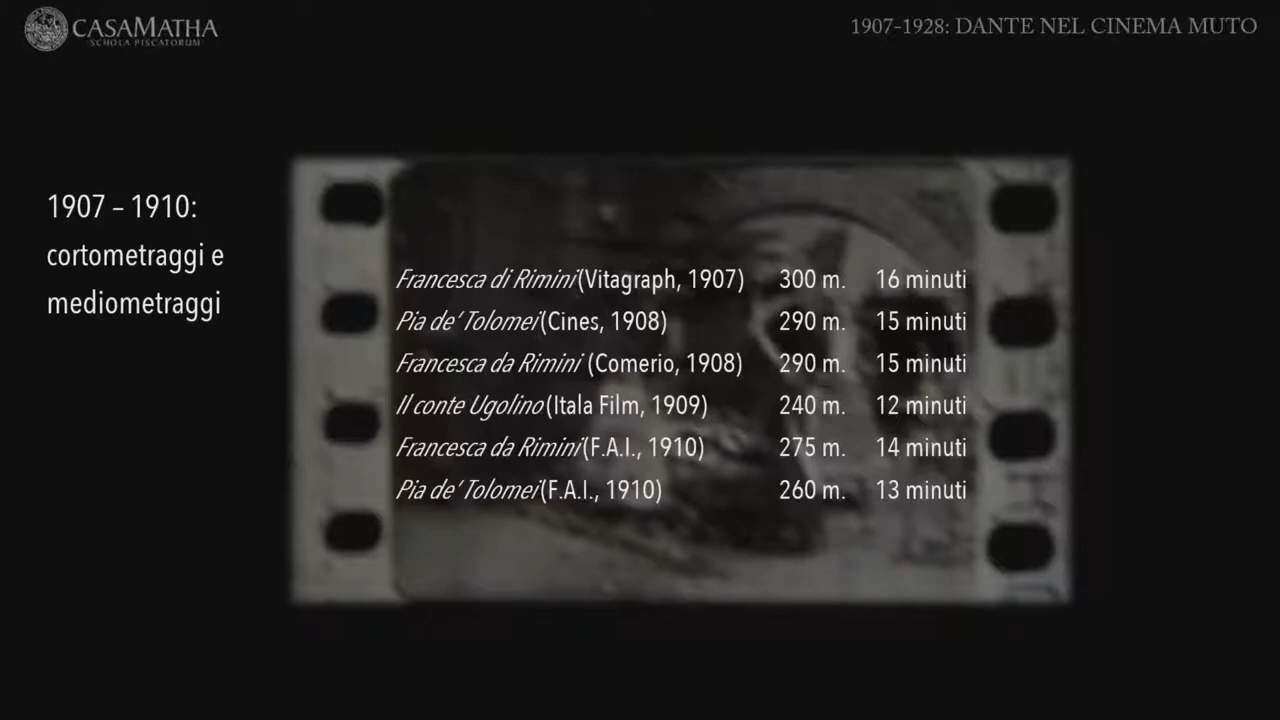 CASAMATHA
SCHOLA PISCATORUM
1907-1928: DANTE NEL CINEMA MUTO
1907 – 1910:
cortometraggi e
mediometraggi
Francesca di Rimini (Vitagraph, 1907) 300 m. 16 minuti
Pia de’ Tolomei (Cines, 1908) 290 m. 15 minuti
Francesca da Rimini (Comerio, 1908) 290 m. 15 minuti
Il conte Ugolino (Itala Film, 1909) 240 m. 12 minuti
Francesca da Rimini (F.A.I., 1910) 275 m. 14 minuti
Pia de’ Tolomei (F.A.I., 1910) 260 m. 13 minuti